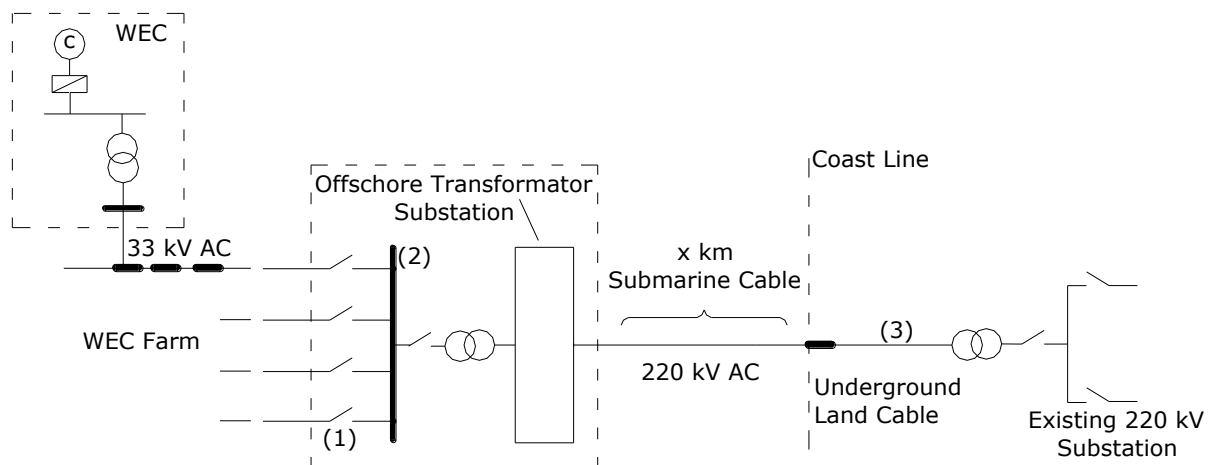 WEC
C
Coast Line
Offschore Transformator
Substation
33 kV AC
(2)
x km
Submarine Cable
WEC Farm
(3)
220 kV AC
Underground
Land Cable
(1)
Existing 220 kV
Substation